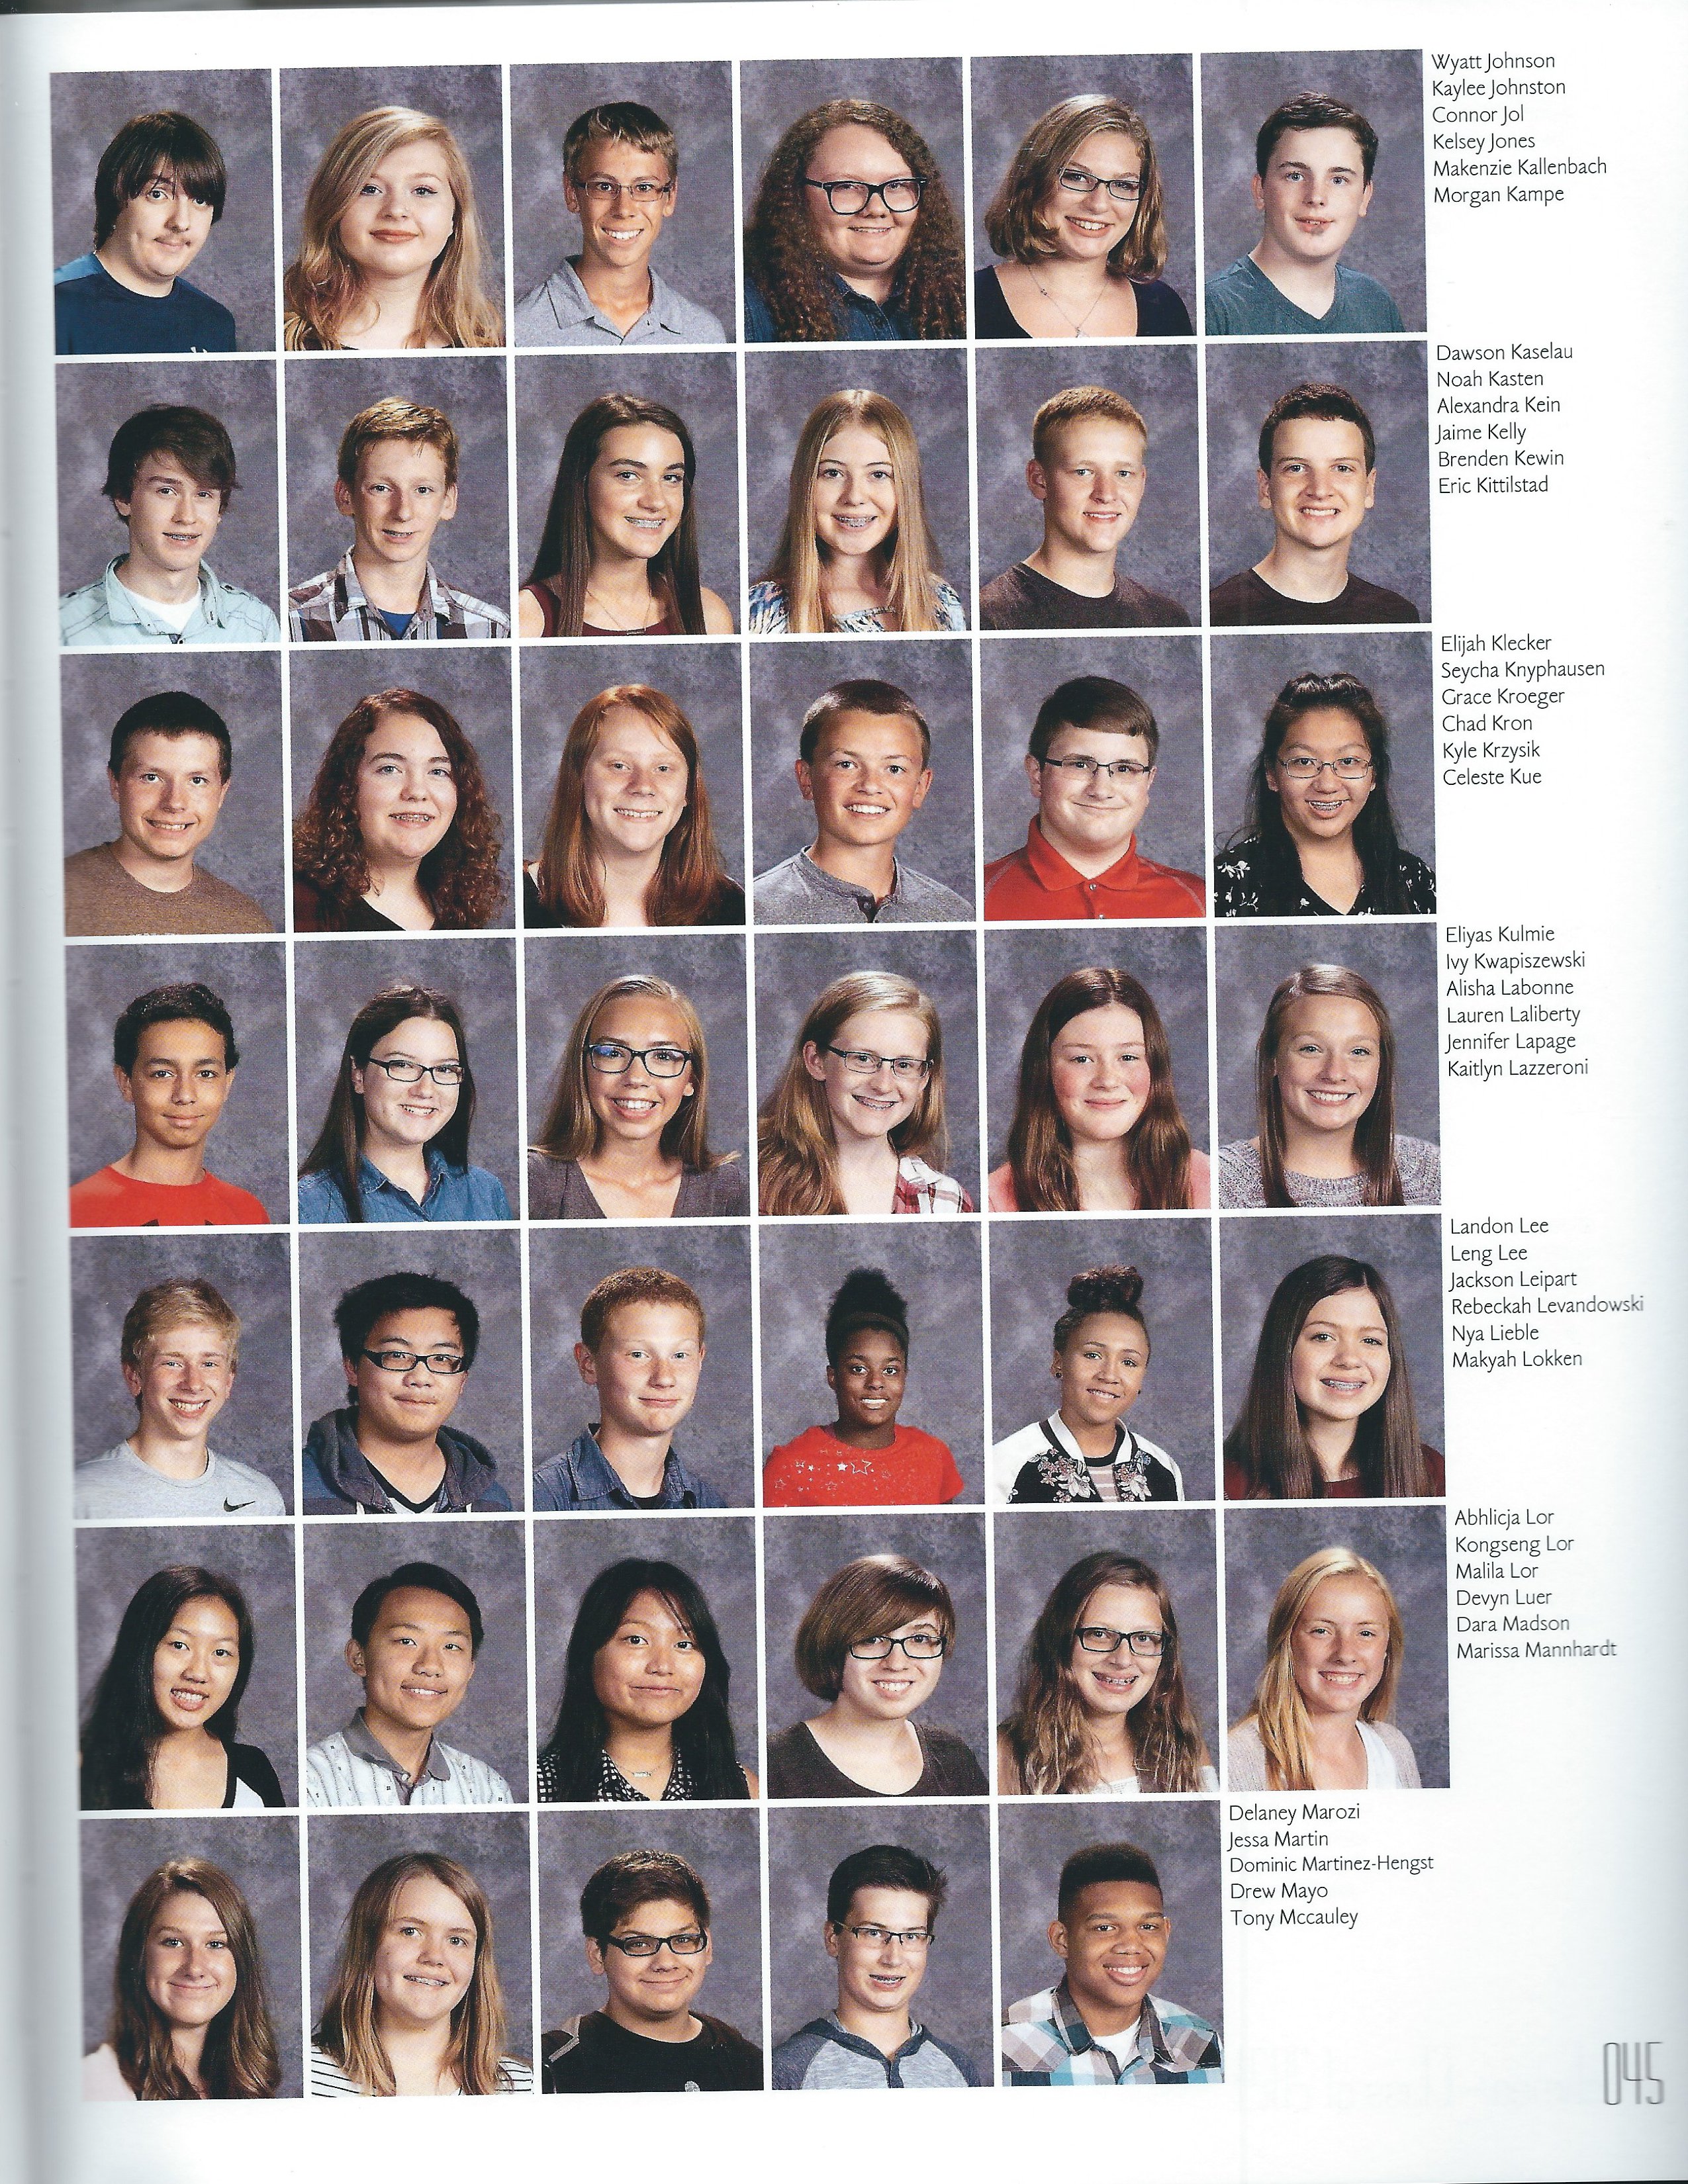 Wyatt Johnson
Kaylee Johnston
Connor Jol
Kelsey Jones
Makenzie Kallenbach
Morgan Kampe
Dawson Kaselau
Noah Kasten
Alexandra Kein
Jaime Kelly
Brenden Kewin
Eric Kittilstad
Elijah Klecker
Seycha Knyphausen
Grace Kroeger
Chad Kron
Kyle Krzysik
Celeste Kue
Eliyas Kulmie
Ivy Kwapiszewski
Alisha Labonne
Lauren Laliberty
Jennifer Lapage
Kaitlyn Lazzeroni
Landon Lee
Leng Lee
Jackson Leipart
Rebeckah Levandowski
Nya Lieble
Makyah Lokken
Abhlicja Lor
Kongseng Lor
Malila Lor
Devyn Luer
Dara Madson
Marissa Mannhardt
Delaney Marozi
Jessa Martin
Dominic Martinez-Hengst
Drew Mayo
Tony Mccauley
045